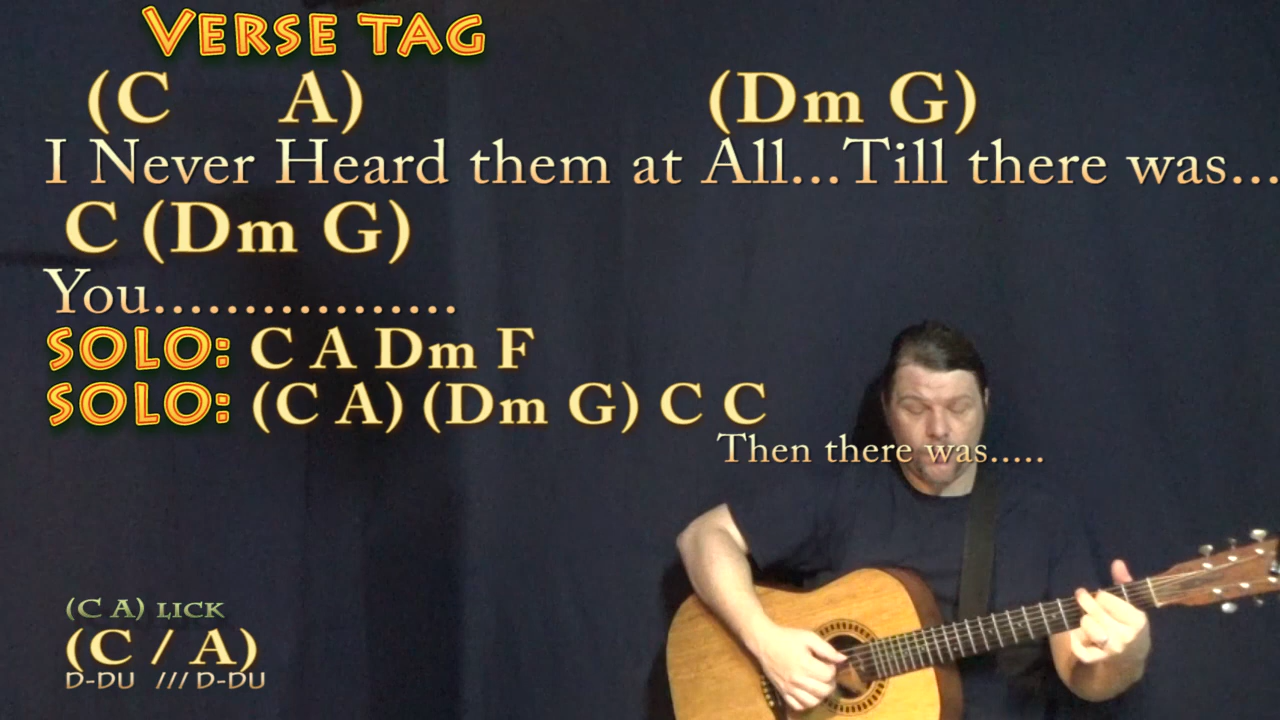 VERSE TAG
(C A) (Dm G)
I Never Heard them at All...Till there was...
C (Dm G)
You................
SOLO: C A Dm F
SOLO: (C A) (Dm G) C C
Then there was.....
(C A) LICK
(C / A)
D-DU /// D-DU